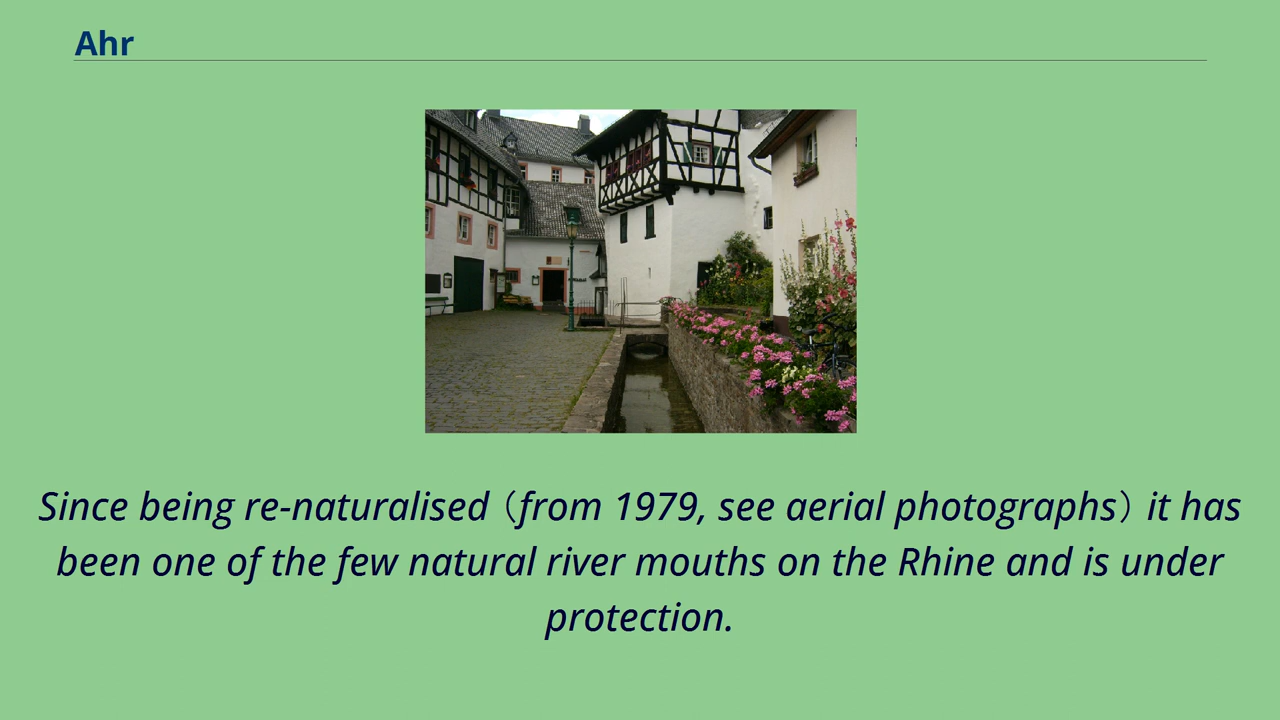 Ahr
Since being re-naturalised（from 1979, see aerial photographs）it has
been one of the few natural river mouths on the Rhine and is under
protection.